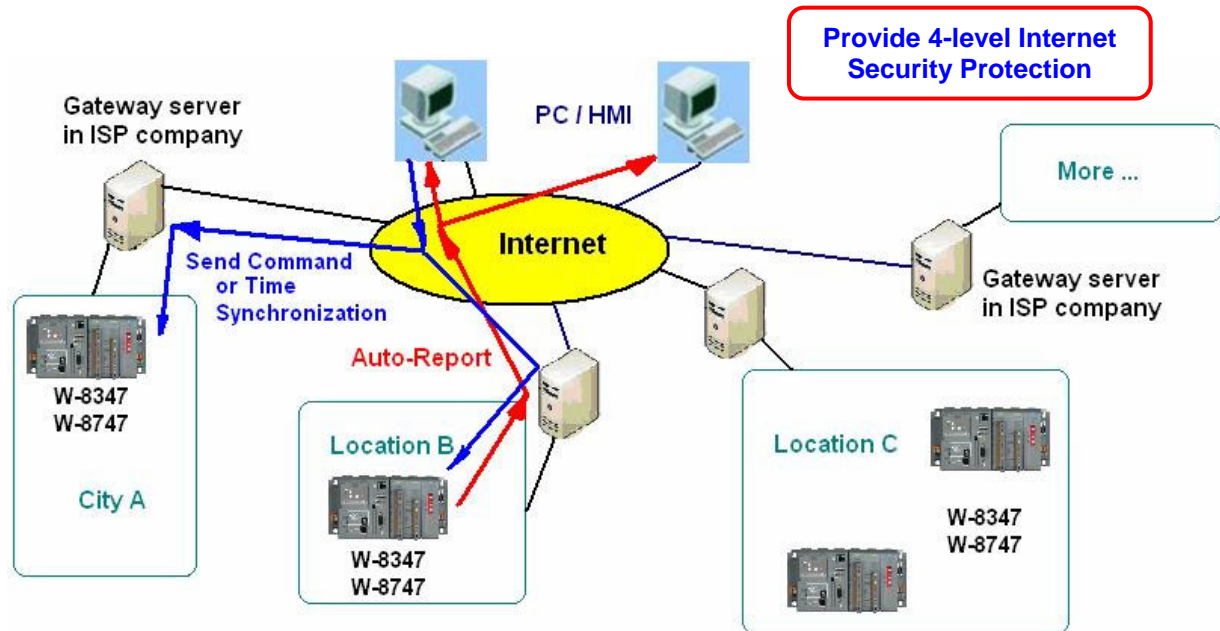 Provide 4-level Internet
Security Protection
Gateway server
in ISP company
PC / HMI
More ...
Internet
Send Command
or Time
Synchronization
Gateway server
in ISP company
Auto-Report
W-8347
W-8747
City A
Location B
W-8347
W-8747
Location C
W-8347
W-8747